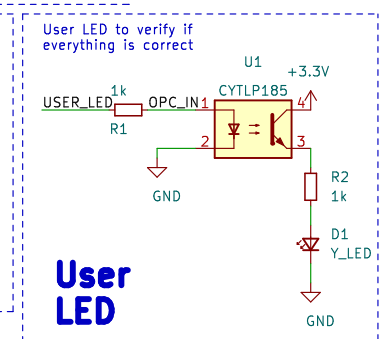 User LED to verify if
everything is correct
U1
CYTLP185
+3.3V
1k
USER_LED
R1
OPC_IN
1
2
4
3
GND
R2
1k
D1
Y_LED
GND
User
LED